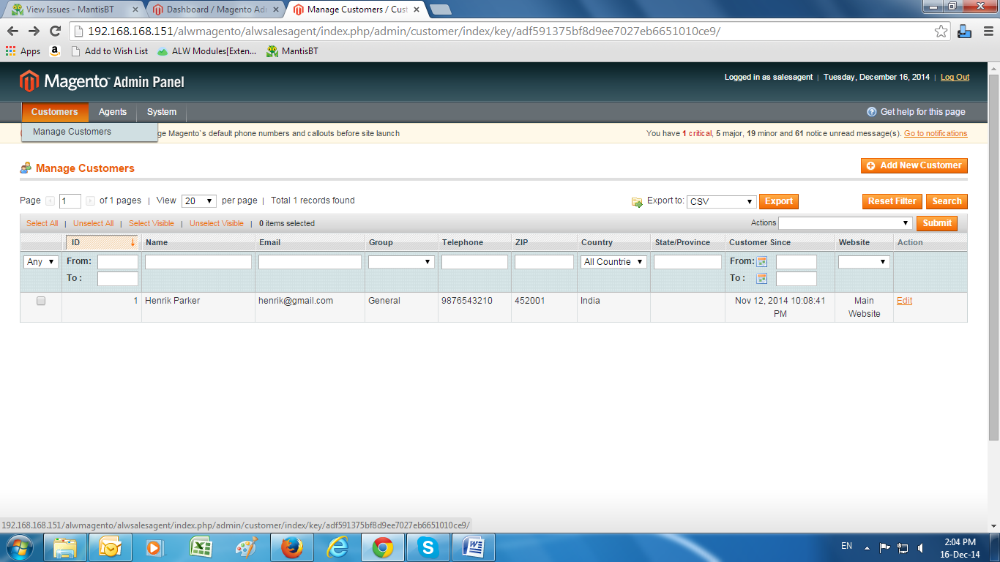 View Issues - MantisBT
Dashboard / Magento Adm
Manage Customers / Cust
192.168.168.151/alwmagento/alwsalesagent/index.php/admin/customer/index/key/adf591375bf8d9ee7027eb6651010ce9/
Apps Add to Wish List ALW Modules[Exten... MantisBT
Magento Admin Panel
Logged in as salesagent | Tuesday, December 16, 2014 | Log Out
Customers Agents System Get help for this page
Manage Customers
ge Magento`s default phone numbers and callouts before site launch You have 1 critical, 5 major, 19 minor and 61 notice unread message(s). Go to notifications
Manage Customers Add New Customer
Page 1 of 1 pages | View 20 per page | Total 1 records found Export to: CSV Export Reset Filter Search
Select All | Unselect All | Select Visible | Unselect Visible | 0 items selected Actions Submit
ID Name Email Group Telephone ZIP Country State/Province Customer Since Website Action
Any From: All Countrie From:
To : To :
1 Henrik Parker henrik@gmail.com General 9876543210 452001 India Nov 12, 2014 10:08:41 Main Edit
PM Website
192.168.168.151/alwmagento/alwsalesagent/index.php/admin/customer/index/key/adf591375bf8d9ee7027eb6651010ce9/
EN 2:04 PM
16-Dec-14